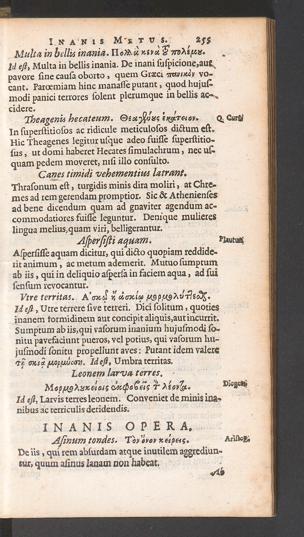 INANIS METUS. 255
Multa in bellis inania. Πολλὰ κενὰ τοῦ πολέμου.
Id est, Multa in bellis inania. De inani suspicione, aut
pavore sine causa oborto, quem Græci πανικὸν vo-
cant. Parœmiam hinc manasse putant, quod hujus-
modi panici terrores solent plerumque in bellis ac-
cidere.
Theagenis hecateum. Θεαγένους ἑκάτειον. Q. Curti
In superstitiosos ac ridicule meticulosos dictum est.
Hic Theagenes legitur usque adeo fuisse superstitio-
sus, ut domi haberet Hecates simulachrum, nec us-
quam pedem moveret, nisi illo consulto.
Canes timidi vehementius latrant.
Thrasonum est, turgidis minis dira moliri, at Chre-
mes ad rem gerendam promptior. Sic & Athenienses
ad bene dicendum quam ad gnaviter agendum ac-
commodatiores fuisse leguntur. Denique mulieres
lingua melius, quam viri, belligerantur.
Aspersisti aquam. Plautus
Aspersisse aquam dicitur, qui dicto quopiam reddide-
rit animum, ac metum ademerit. Mutuo sumptum
ab iis, qui in deliquio aspersa in faciem aqua, ad sui
sensum revocantur.
Utre territas. Ἀσκῷ ἢ ἀσκίῳ μορμολύττεσθαι.
Id est, Utre terrere sive terreri. Dici solitum, quoties
inanem formidinem aut concipit aliquis, aut incurrit.
Sumptum ab iis, qui vasorum inanium hujusmodi so-
nitu pavefaciunt pueros, vel potius, qui vasorum hu-
jusmodi sonitu propellunt aves: Putant idem valere
τῇ σκιᾷ Id est, Umbra territas.
Leonem larva terres.
Μορμολυκείοις ἐκφοβεῖς τ λέοντα. Diogeni
Id est, Larvis terres leonem. Conveniet de minis ina-
nibus ac terriculis deridendis.
INANIS OPERA.
Asinum tondes. Τὸν ὄνον κείρεις. Aristop.
De iis, qui rem absurdam atque inutilem aggrediun-
tur, quum asinus lanam non habeat.